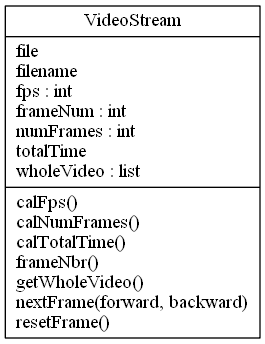 VideoStream
file
filename
fps : int
frameNum : int
numFrames : int
totalTime
wholeVideo : list
calFps()
calNumFrames()
calTotalTime()
frameNbr()
getWholeVideo()
nextFrame(forward, backward)
resetFrame()